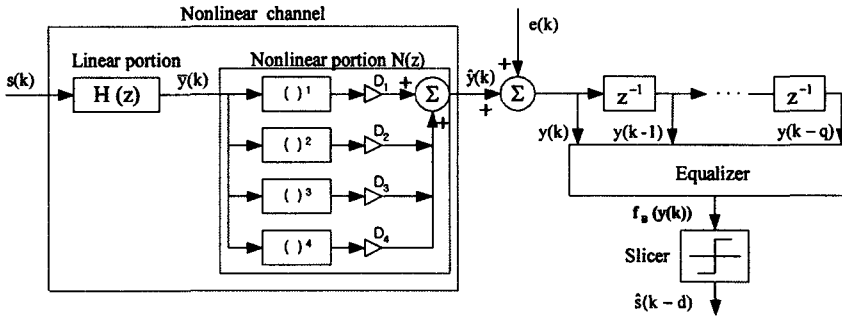 Nonlinear channel
Linear portion
Nonlinear portion N(z)
s(k)
H (z)
ȳ(k)
( )¹
D₁
+
Σ
+
ŷ(k)
+
e(k)
+
Σ
z⁻¹
· · ·
z⁻¹
( )²
D₂
( )³
D₃
( )⁴
D₄
y(k)
y(k-1)
y(k – q)
Equalizer
f_B (y(k))
Slicer
ŝ(k – d)